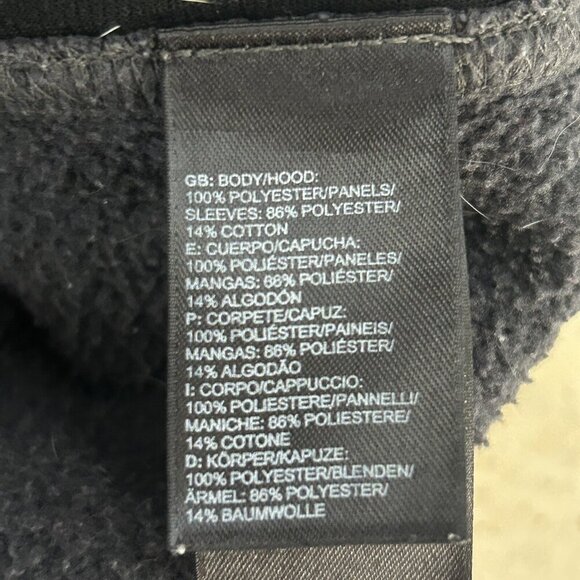 GB: BODY/HOOD:
100% POLYESTER/PANELS/
SLEEVES: 86% POLYESTER/
14% COTTON
E: CUERPO/CAPUCHA:
100% POLIÉSTER/PANELES/
MANGAS: 86% POLIÉSTER/
14% ALGODÓN
P: CORPETE/CAPUZ:
100% POLIÉSTER/PAINEIS/
MANGAS: 86% POLIÉSTER/
14% ALGODÃO
I: CORPO/CAPPUCCIO:
100% POLIESTERE/PANNELLI/
MANICHE: 86% POLIESTERE/
14% COTONE
D: KÖRPER/KAPUZE:
100% POLYESTER/BLENDEN/
ÄRMEL: 86% POLYESTER/
14% BAUMWOLLE